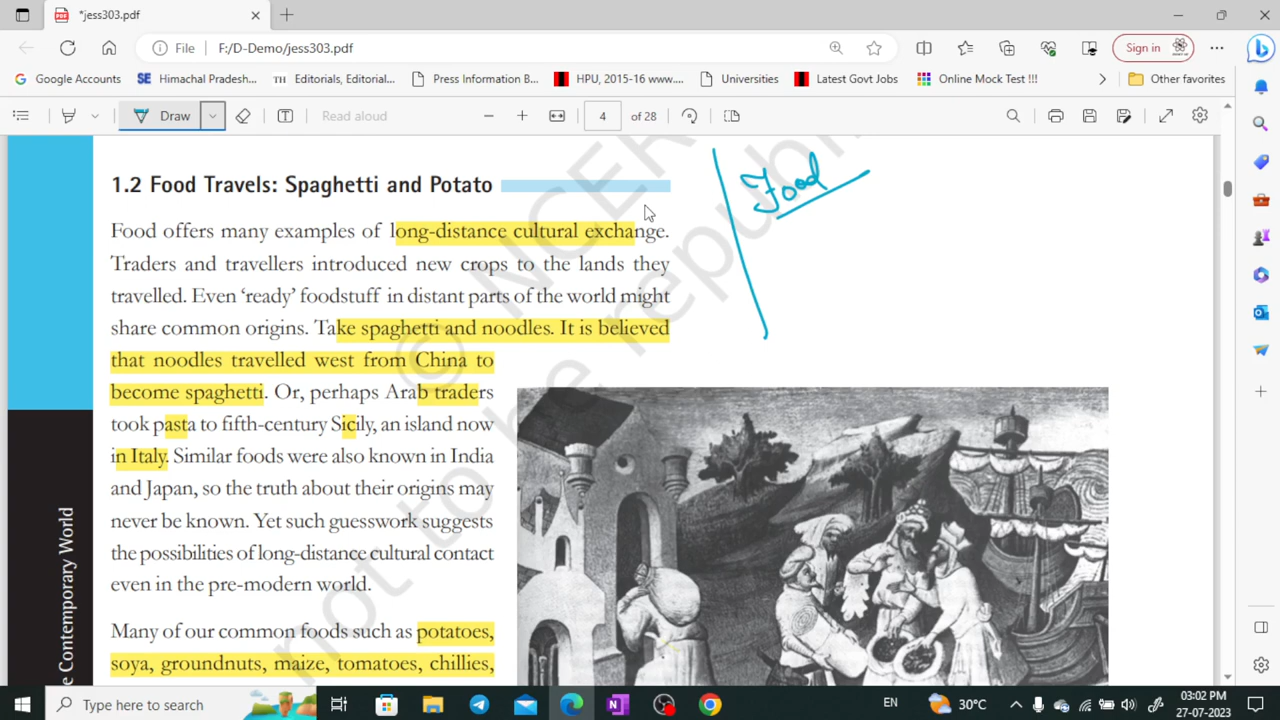 *jess303.pdf
File F:/D-Demo/jess303.pdf
Sign in
Google Accounts SE Himachal Pradesh... TH Editorials, Editorial... Press Information B... HPU, 2015-16 www.... Universities Latest Govt Jobs Online Mock Test !!! Other favorites
Draw Read aloud 4 of 28
1.2 Food Travels: Spaghetti and Potato
Food
Food offers many examples of long-distance cultural exchange.
Traders and travellers introduced new crops to the lands they
travelled. Even ‘ready’ foodstuff in distant parts of the world might
share common origins. Take spaghetti and noodles. It is believed
that noodles travelled west from China to
become spaghetti. Or, perhaps Arab traders
took pasta to fifth-century Sicily, an island now
in Italy. Similar foods were also known in India
and Japan, so the truth about their origins may
never be known. Yet such guesswork suggests
the possibilities of long-distance cultural contact
even in the pre-modern world.
Many of our common foods such as potatoes,
soya, groundnuts, maize, tomatoes, chillies,
e Contemporary World
© NCER
not to be republi
Type here to search
EN 30°C 03:02 PM
27-07-2023